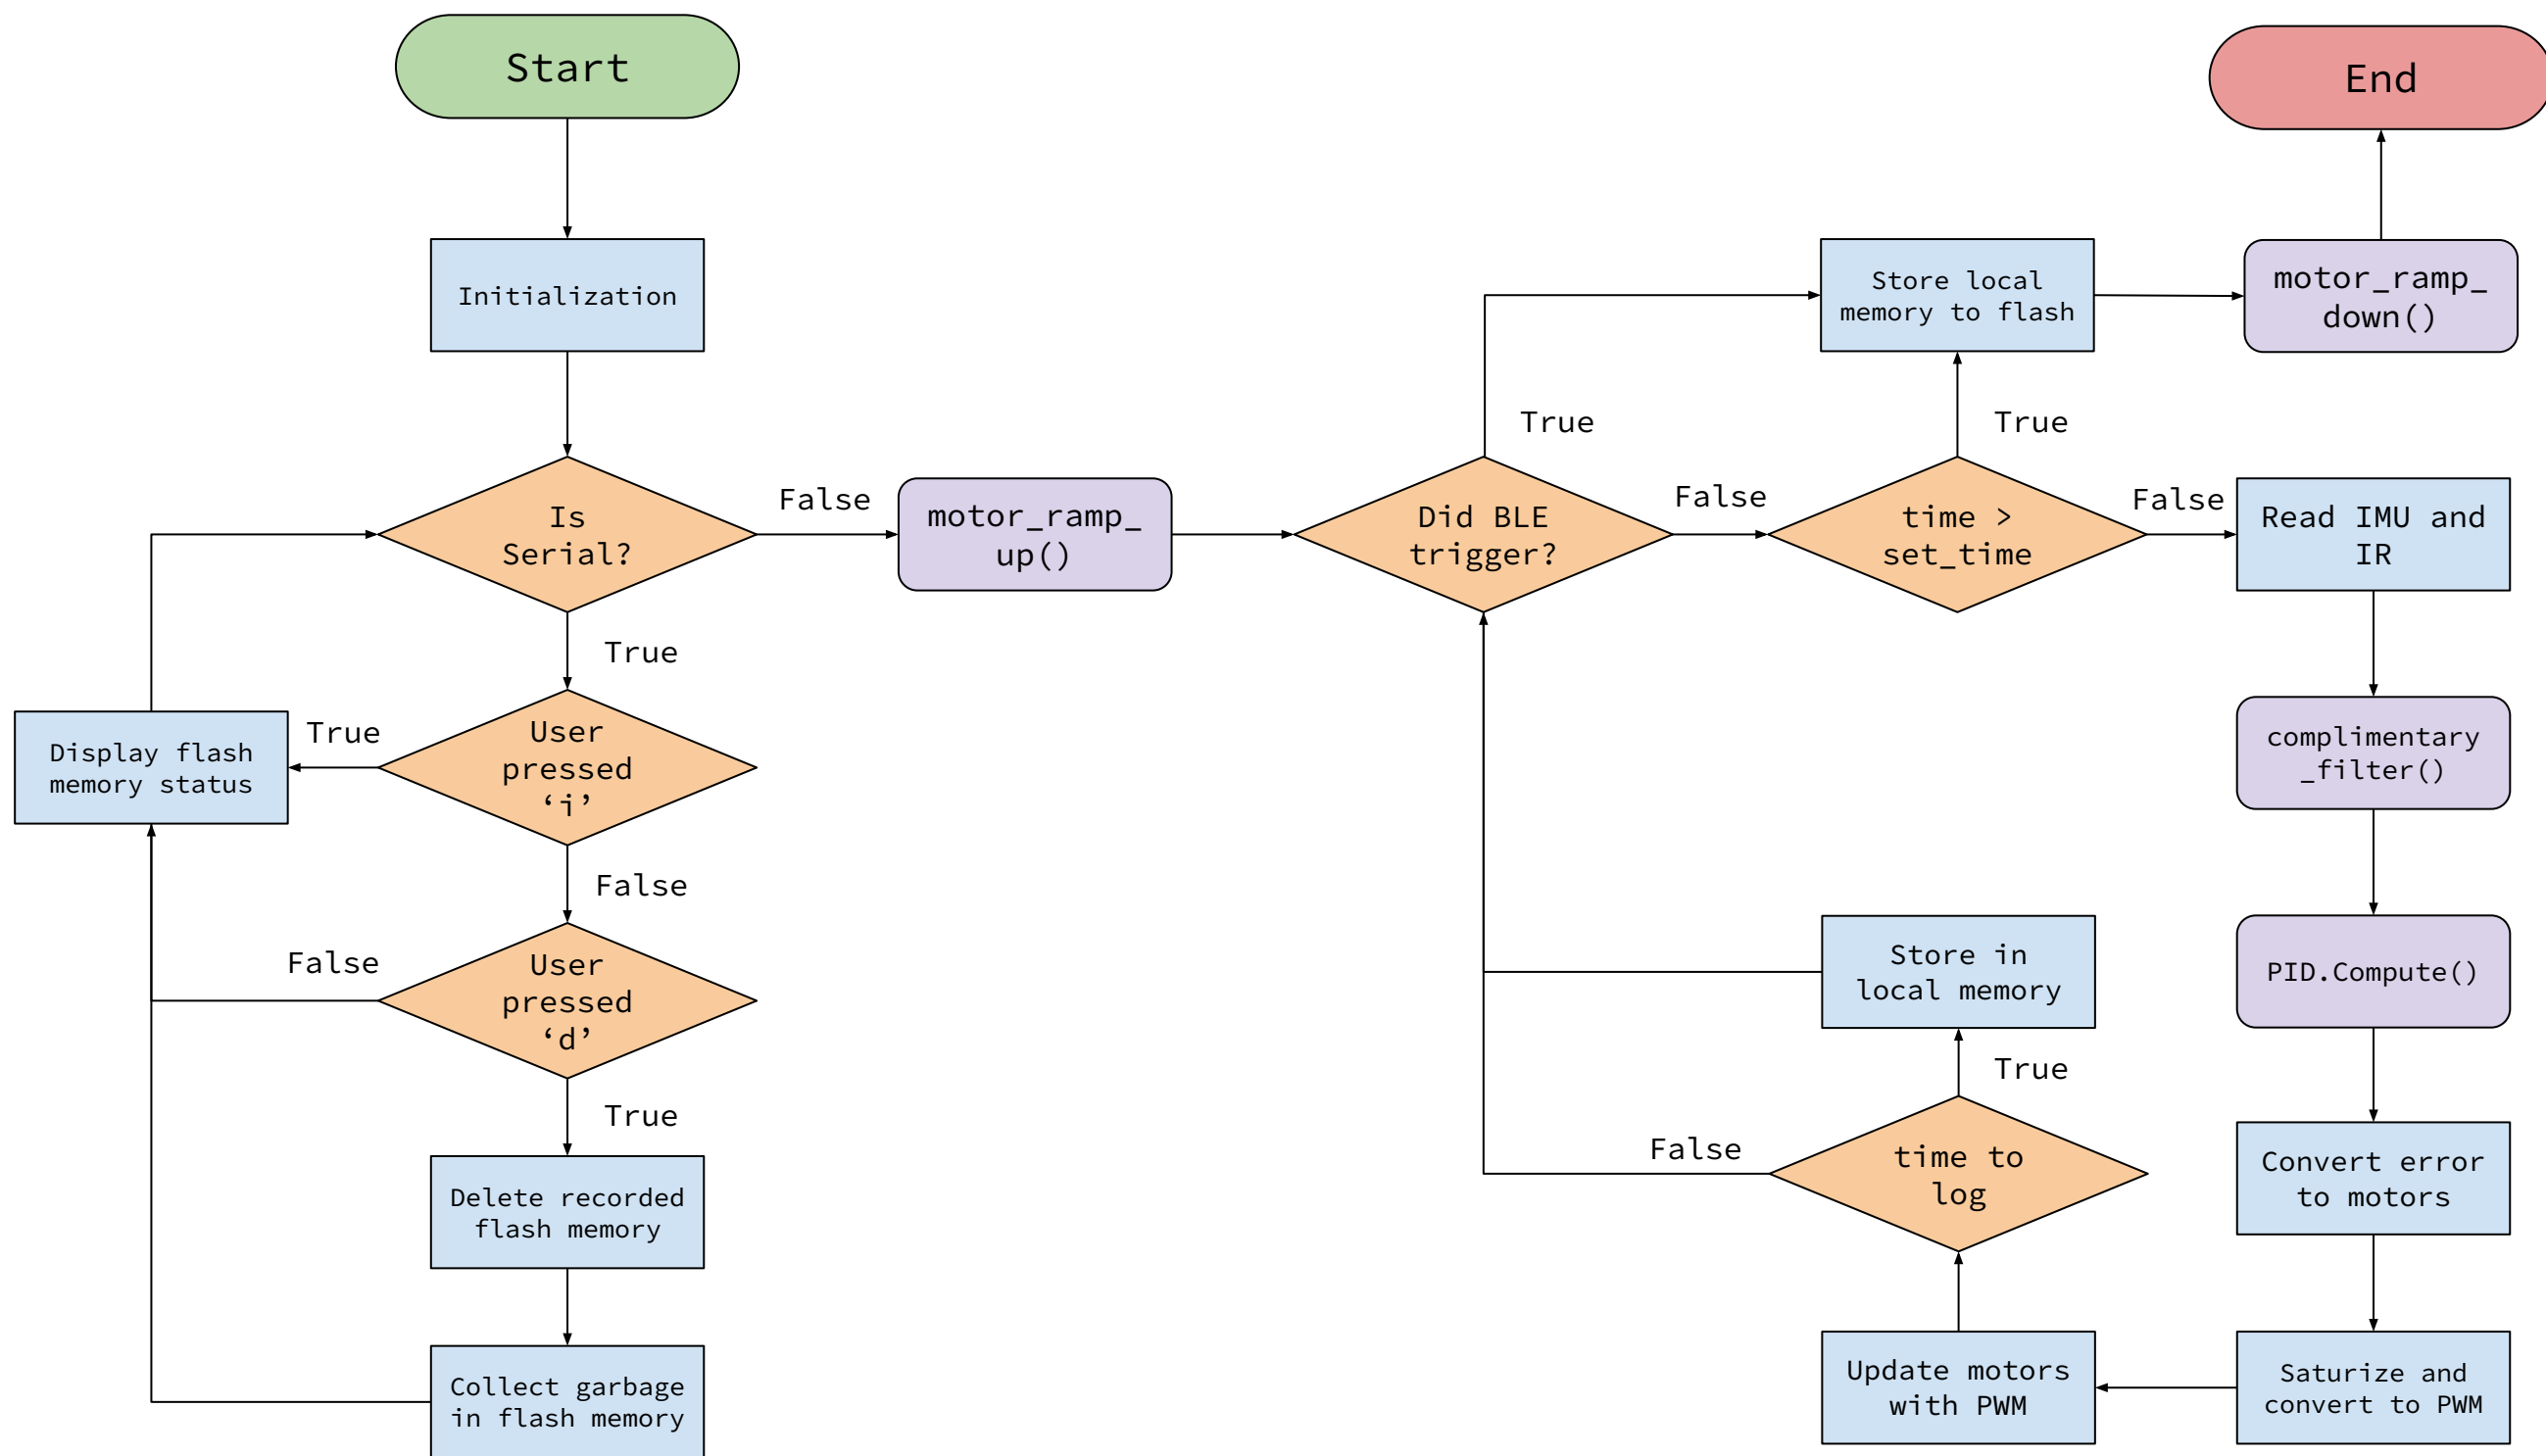 Start
Initialization
Is
Serial?
False
True
User
pressed
‘i’
True
Display flash
memory status
False
User
pressed
‘d’
False
True
Delete recorded
flash memory
Collect garbage
in flash memory
motor_ramp_
up()
Did BLE
trigger?
True
False
time >
set_time
True
False
Store local
memory to flash
motor_ramp_
down()
End
Read IMU and
IR
complimentary
_filter()
PID.Compute()
Convert error
to motors
Saturize and
convert to PWM
Update motors
with PWM
time to
log
False
True
Store in
local memory